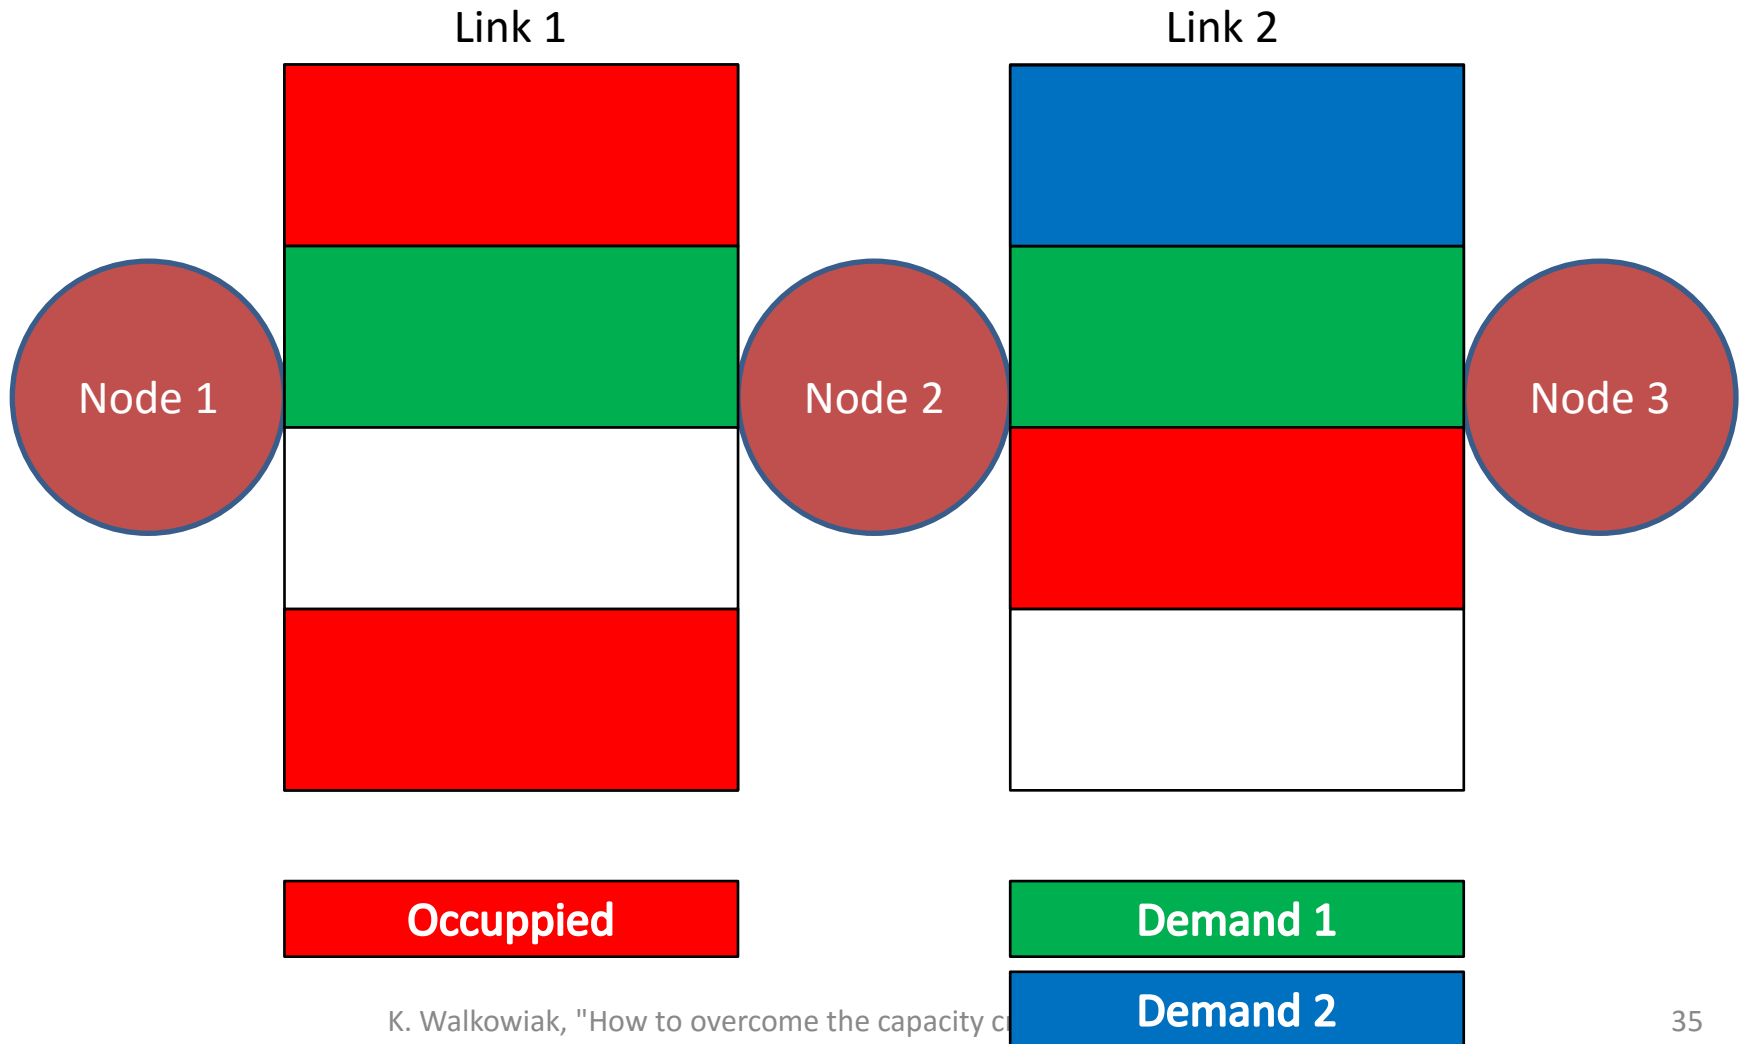 Link 1
Link 2
Node 1
Node 2
Node 3
Occuppied
Demand 1
Demand 2
K. Walkowiak, "How to overcome the capacity
35